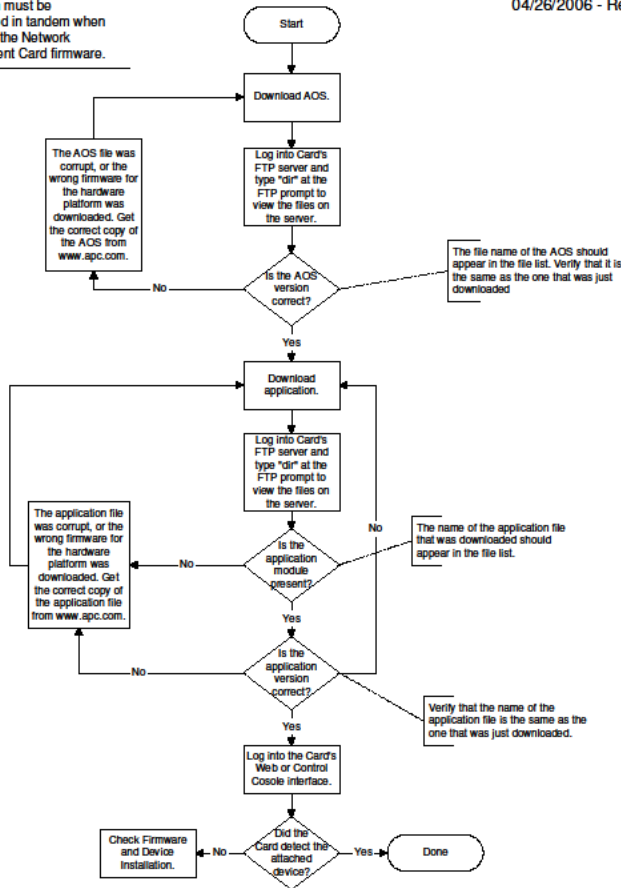 must be
ed in tandem when
the Network
ent Card firmware.
04/26/2006 - Re
Start
Download AOS.
The AOS file was
corrupt, or the
wrong firmware for
the hardware
platform was
downloaded. Get
the correct copy of
the AOS from
www.apc.com.
Log into Card's
FTP server and
type "dir" at the
FTP prompt to
view the files on
the server.
Is the AOS
version
correct?
No
The file name of the AOS should
appear in the file list. Verify that it is
the same as the one that was just
downloaded
Yes
Download
application.
Log into Card's
FTP server and
type "dir" at the
FTP prompt to
view the files on
the server.
The application file
was corrupt, or the
wrong firmware for
the hardware
platform was
downloaded. Get
the correct copy of
the application file
from www.apc.com.
No
Is the
application
module
present?
No
The name of the application file
that was downloaded should
appear in the file list.
Yes
Is the
application
version
correct?
No
Verify that the name of the
application file is the same as the
one that was just downloaded.
Yes
Log into the Card's
Web or Control
Cosole interface.
Did the
Card detect the
attached
device?
No
Check Firmware
and Device
Installation.
Yes
Done